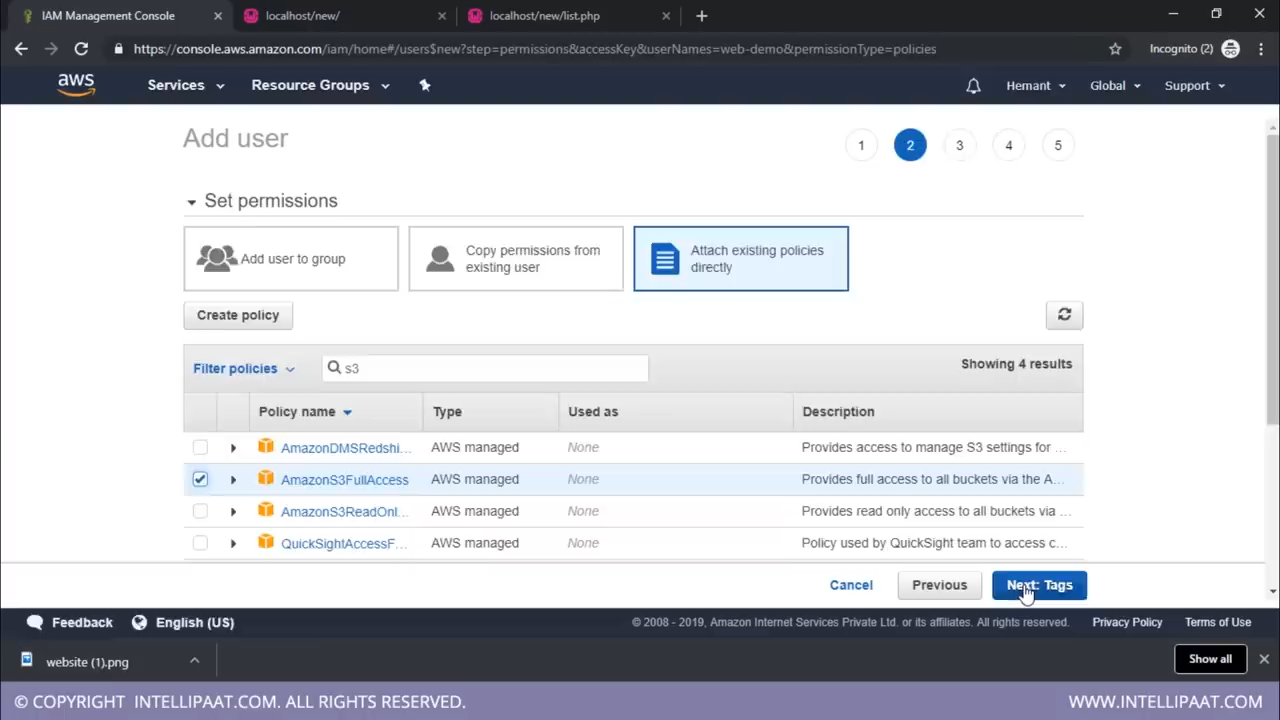 IAM Management Console
localhost/new/
localhost/new/list.php
https://console.aws.amazon.com/iam/home#/users$new?step=permissions&accessKey&userNames=web-demo&permissionType=policies
Incognito (2)
aws
Services
Resource Groups
Hemant
Global
Support
Add user
1
2
3
4
5
Set permissions
Add user to group
Copy permissions from
existing user
Attach existing policies
directly
Create policy
Filter policies
s3
Showing 4 results
Policy name
Type
Used as
Description
AmazonDMSRedshi...
AWS managed
None
Provides access to manage S3 settings for ...
AmazonS3FullAccess
AWS managed
None
Provides full access to all buckets via the A...
AmazonS3ReadOnl...
AWS managed
None
Provides read only access to all buckets via ...
QuickSightAccessF...
AWS managed
None
Policy used by QuickSight team to access c...
Cancel
Previous
Next: Tags
Feedback
English (US)
© 2008 - 2019, Amazon Internet Services Private Ltd. or its affiliates. All rights reserved.
Privacy Policy
Terms of Use
website (1).png
Show all
© COPYRIGHT INTELLIPAAT.COM. ALL RIGHTS RESERVED.
WWW.INTELLIPAAT.COM